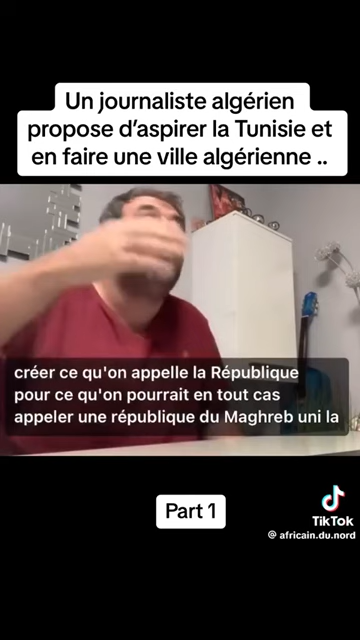 Un journaliste algérien
propose d’aspirer la Tunisie et
en faire une ville algérienne ..
créer ce qu'on appelle la République
pour ce qu'on pourrait en tout cas
appeler une république du Maghreb uni la
Part 1
TikTok
@ africain.du.nord